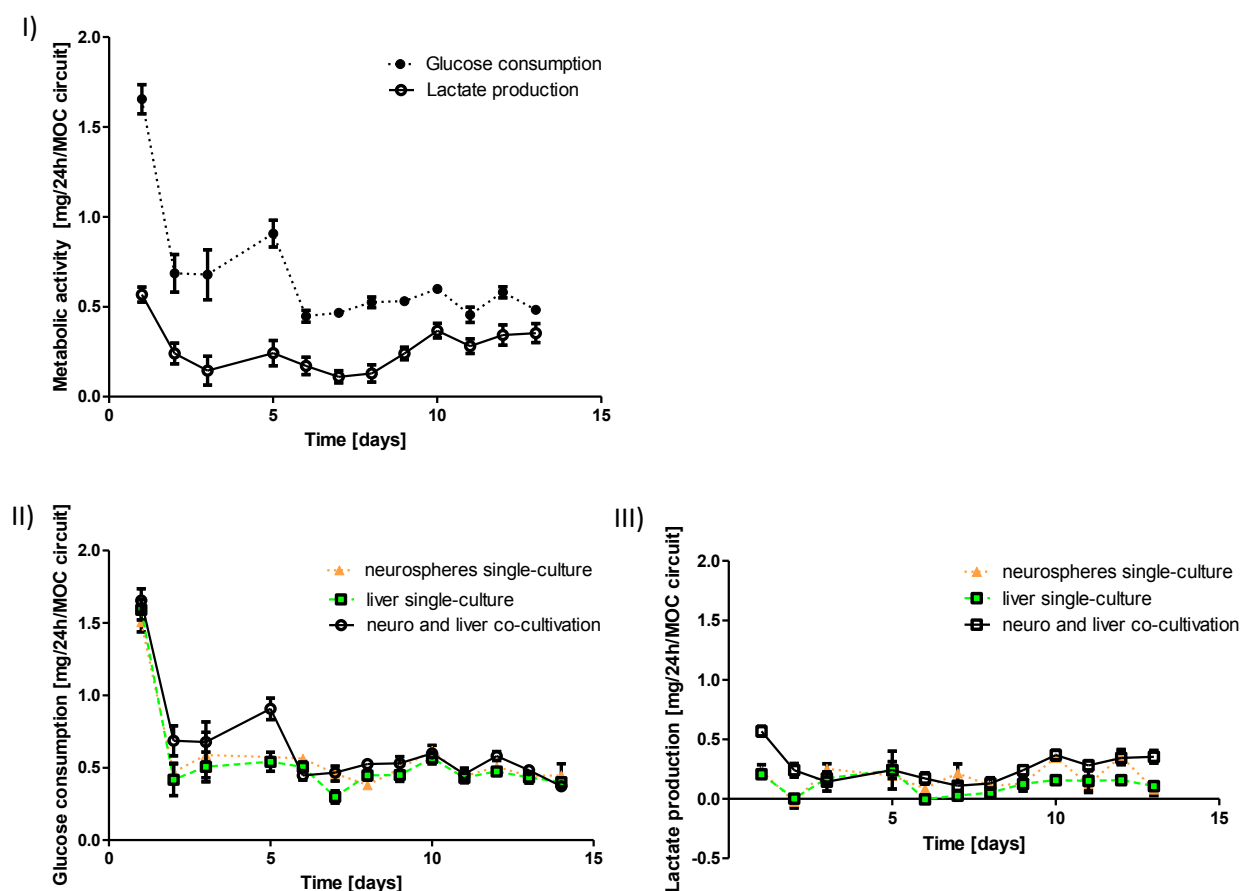 I)
Metabolic activity [mg/24h/MOC circuit]
2.0
1.5
1.0
0.5
0.0
0
5
10
15
Time [days]
Glucose consumption
Lactate production
II)
Glucose consumption [mg/24h/MOC circuit]
2.0
1.5
1.0
0.5
0.0
0
5
10
15
Time [days]
neurospheres single-culture
liver single-culture
neuro and liver co-cultivation
III)
Lactate production [mg/24h/MOC circuit]
2.0
1.5
1.0
0.5
0.0
-0.5
5
10
15
Time [days]
neurospheres single-culture
liver single-culture
neuro and liver co-cultivation